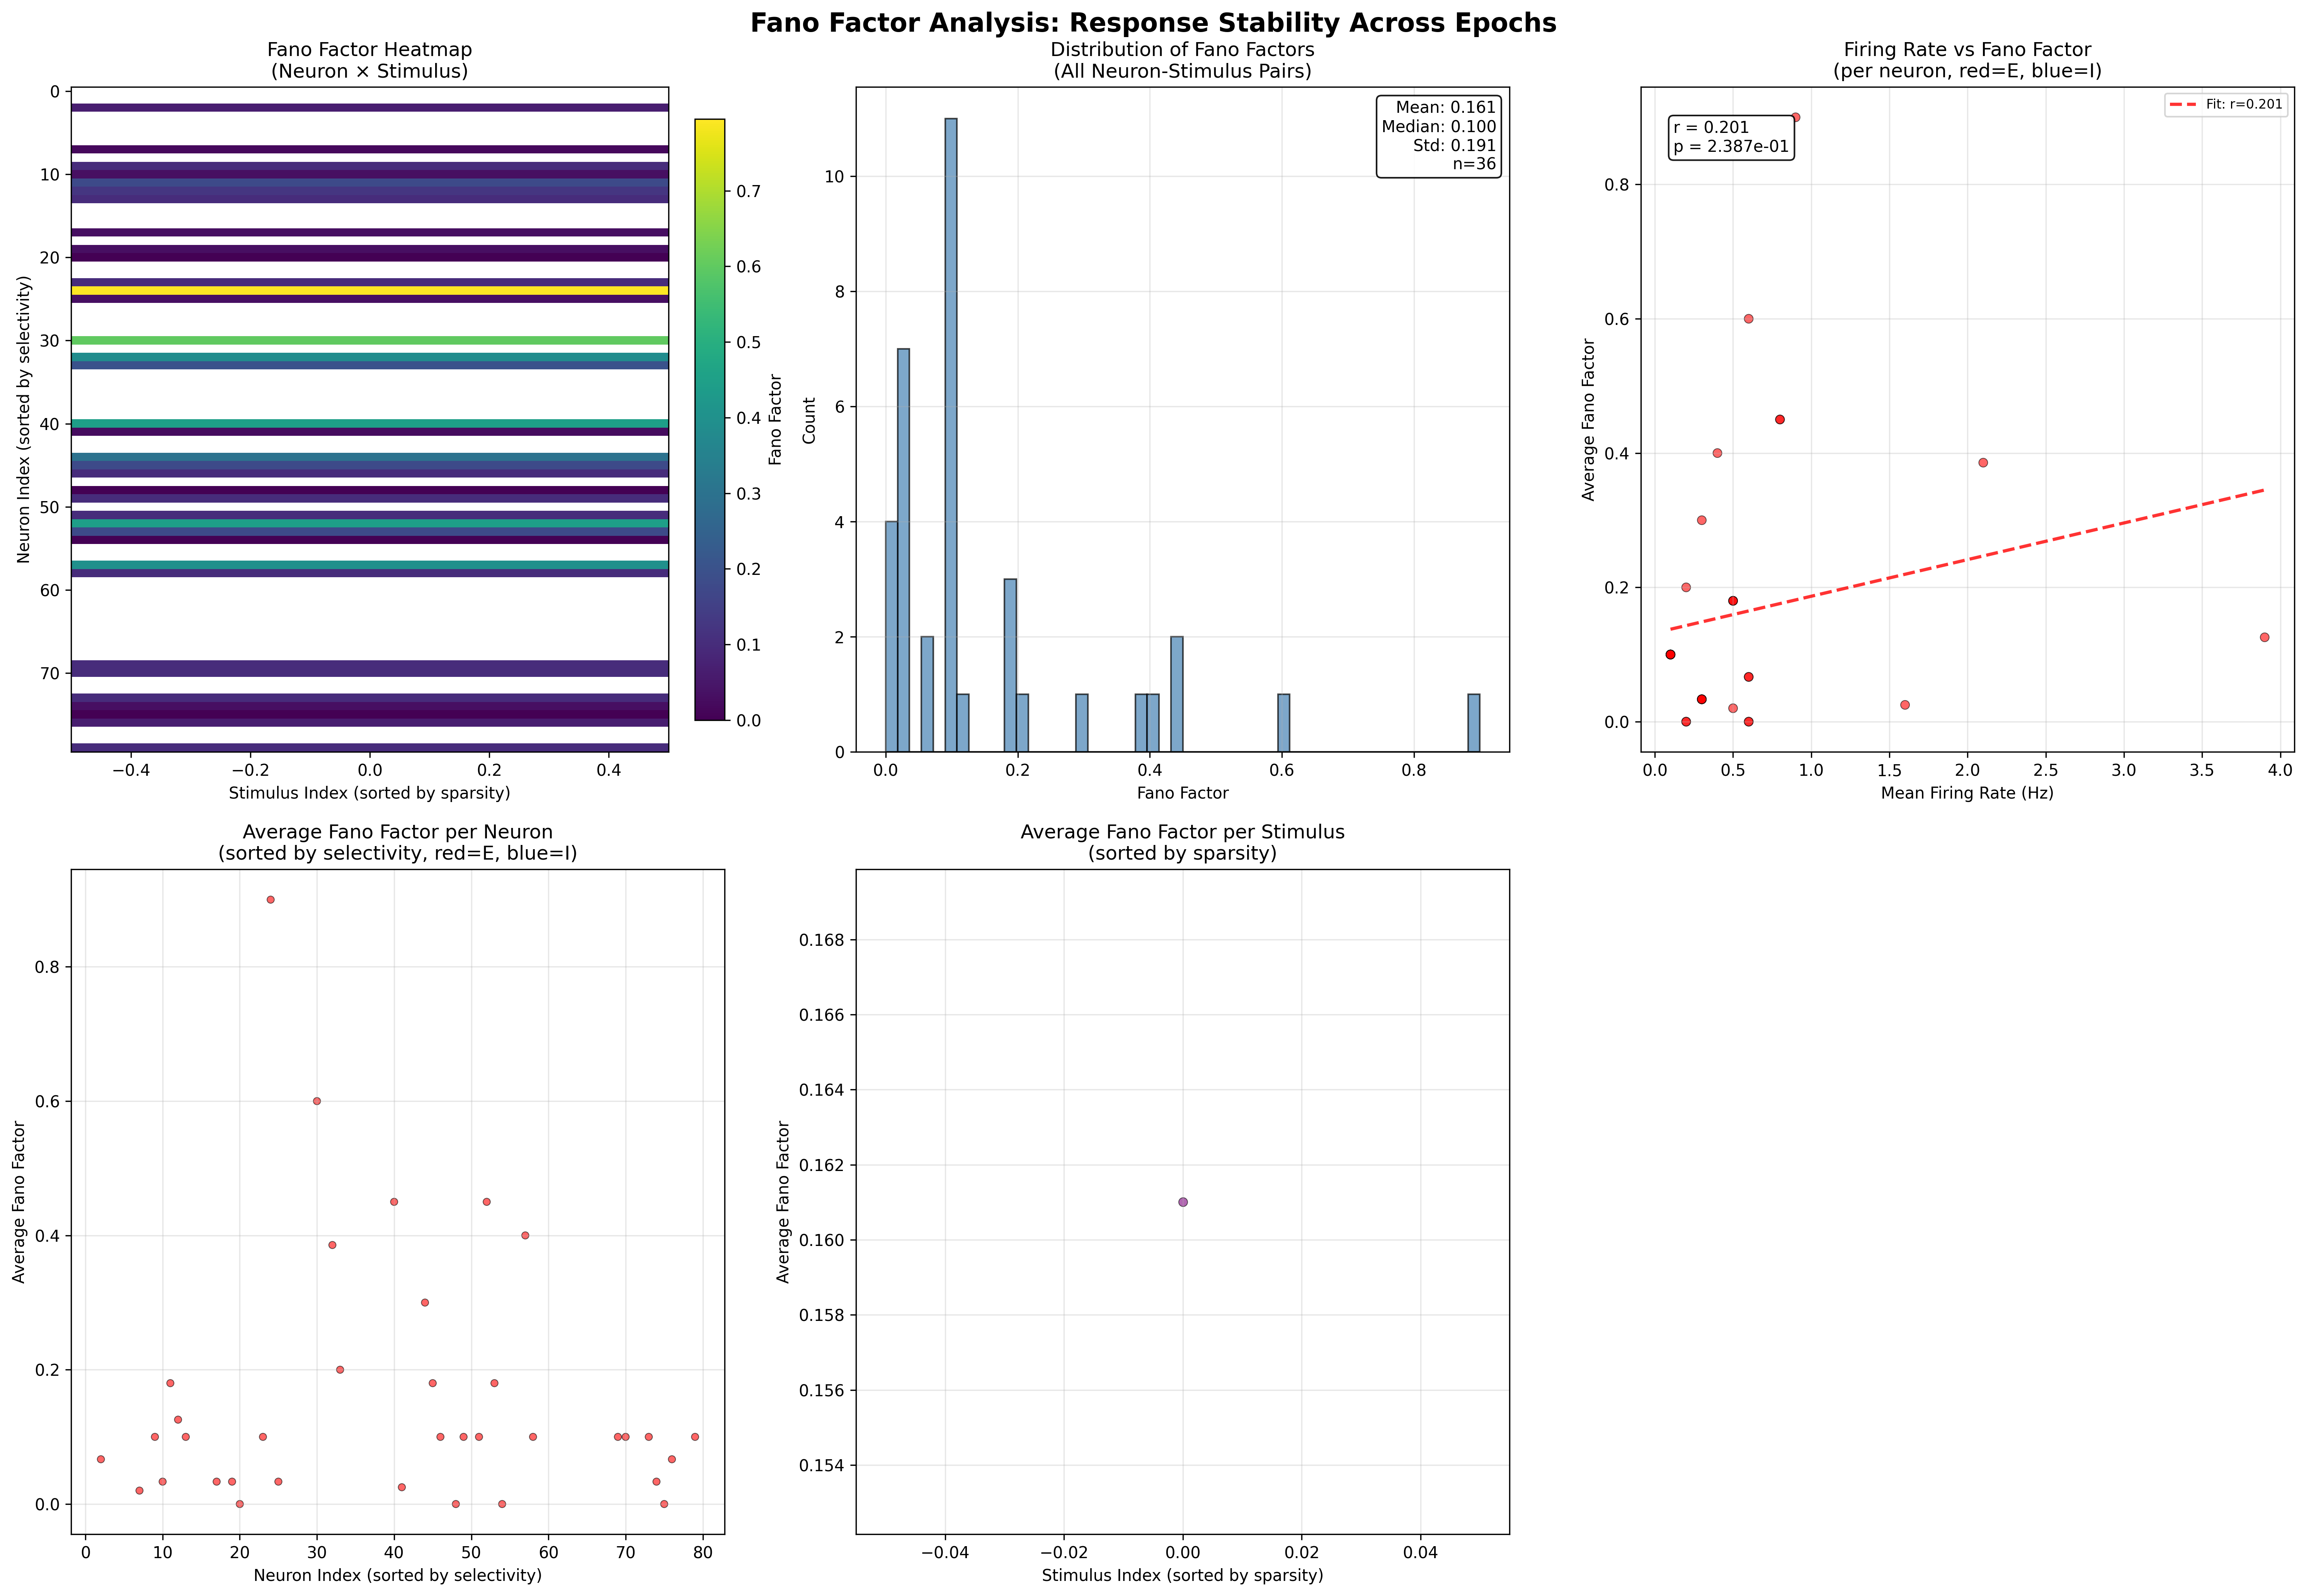 Fano Factor Analysis: Response Stability Across Epochs
Fano Factor Heatmap
(Neuron × Stimulus)
0
10
20
30
40
50
60
70
Neuron Index (sorted by selectivity)
−0.4
−0.2
0.0
0.2
0.4
Stimulus Index (sorted by sparsity)
0.7
0.6
0.5
0.4
0.3
0.2
0.1
0.0
Fano Factor
Distribution of Fano Factors
(All Neuron-Stimulus Pairs)
Mean: 0.161
Median: 0.100
Std: 0.191
n=36
10
8
6
4
2
0
Count
0.0
0.2
0.4
0.6
0.8
Fano Factor
Firing Rate vs Fano Factor
(per neuron, red=E, blue=I)
Fit: r=0.201
r = 0.201
p = 2.387e-01
0.8
0.6
0.4
0.2
0.0
Average Fano Factor
0.0
0.5
1.0
1.5
2.0
2.5
3.0
3.5
4.0
Mean Firing Rate (Hz)
Average Fano Factor per Neuron
(sorted by selectivity, red=E, blue=I)
0.8
0.6
0.4
0.2
0.0
Average Fano Factor
0
10
20
30
40
50
60
70
80
Neuron Index (sorted by selectivity)
Average Fano Factor per Stimulus
(sorted by sparsity)
0.168
0.166
0.164
0.162
0.160
0.158
0.156
0.154
Average Fano Factor
−0.04
−0.02
0.00
0.02
0.04
Stimulus Index (sorted by sparsity)